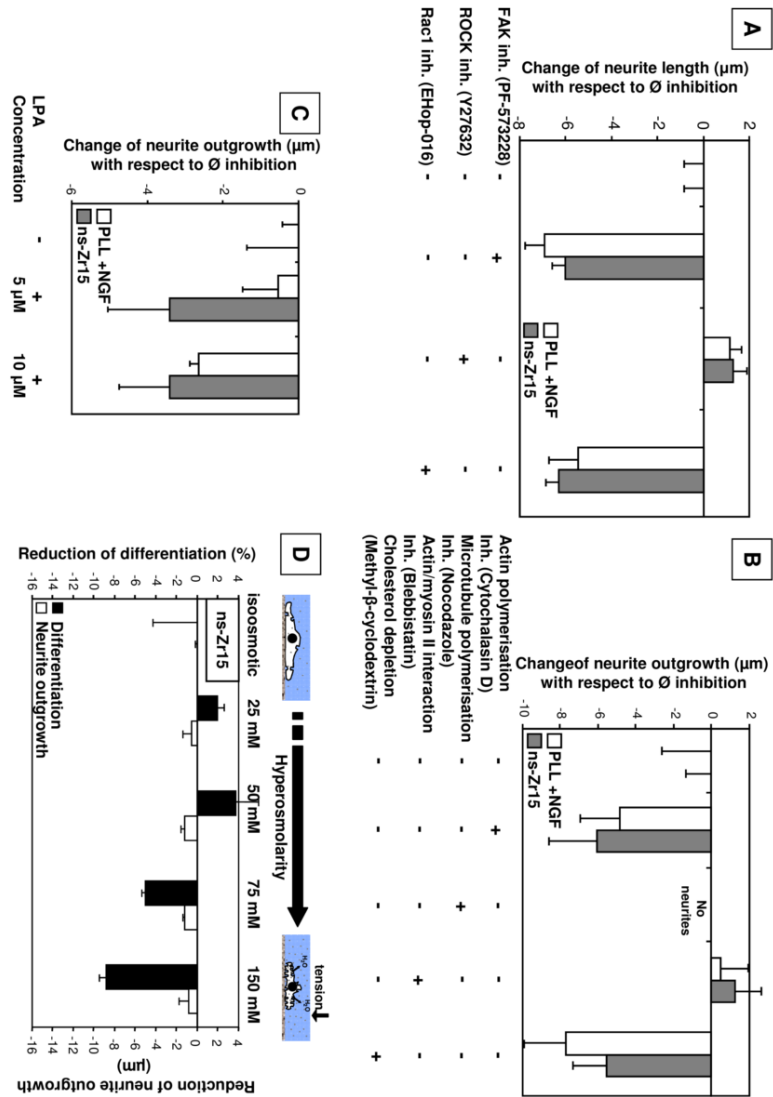 A
Change of neurite length (µm)
with respect to Ø inhibition
2
0
-2
-4
-6
-8
PLL +NGF
ns-Zr15
FAK inh. (PF-573228) - + - -
ROCK inh. (Y27632) - - + -
Rac1 inh. (EHop-016) - - - +
B
Changeof neurite outgrowth (µm)
with respect to Ø inhibition
2
0
-2
-4
-6
-8
-10
PLL +NGF
ns-Zr15
No
neurites
Actin polymerisation
Inh. (Cytochalasin D) - + - - -
Microtubule polymerisation
Inh. (Nocodazole) - - + - -
Actin/myosin II interaction
Inh. (Blebbistatin) - - - + -
Cholesterol depletion
(Methyl-β-cyclodextrin) - - - - +
C
Change of neurite outgrowth (µm)
with respect to Ø inhibition
0
-2
-4
-6
PLL +NGF
ns-Zr15
LPA - + +
Concentration 5 µM 10 µM
D
Hyperosmolarity
tension
H₂O
H₂O
isoosmotic 25 mM 50 mM 75 mM 150 mM
ns-Zr15
Reduction of differentiation (%)
4
2
0
-2
-4
-6
-8
-10
-12
-14
-16
Differentiation
Neurite outgrowth
4
2
0
-2
-4
-6
-8
-10
-12
-14
-16
Reduction of neurite outgrowth
(µm)